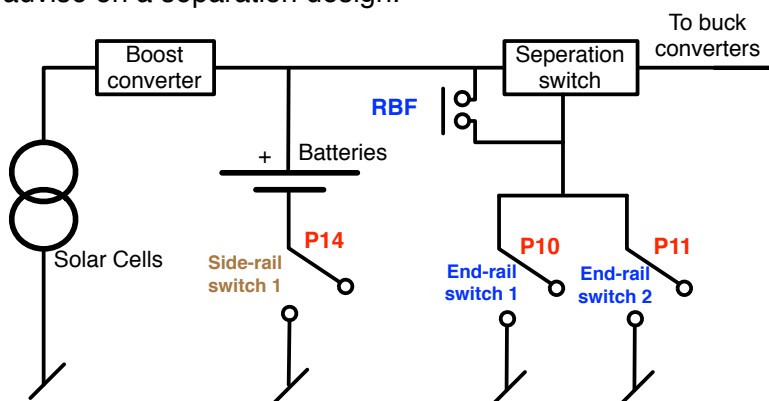 advise on a separation design.
To buck
converters
Boost
converter
Seperation
switch
RBF
+
Batteries
Solar Cells
P14
Side-rail
switch 1
P10
End-rail
switch 1
P11
End-rail
switch 2